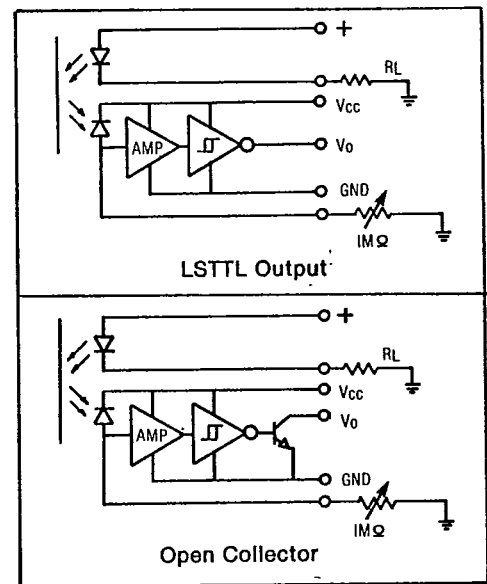 +
RL
Vcc
AMP
Vo
GND
IMΩ
LSTTL Output
+
RL
Vcc
AMP
Vo
GND
IMΩ
Open Collector